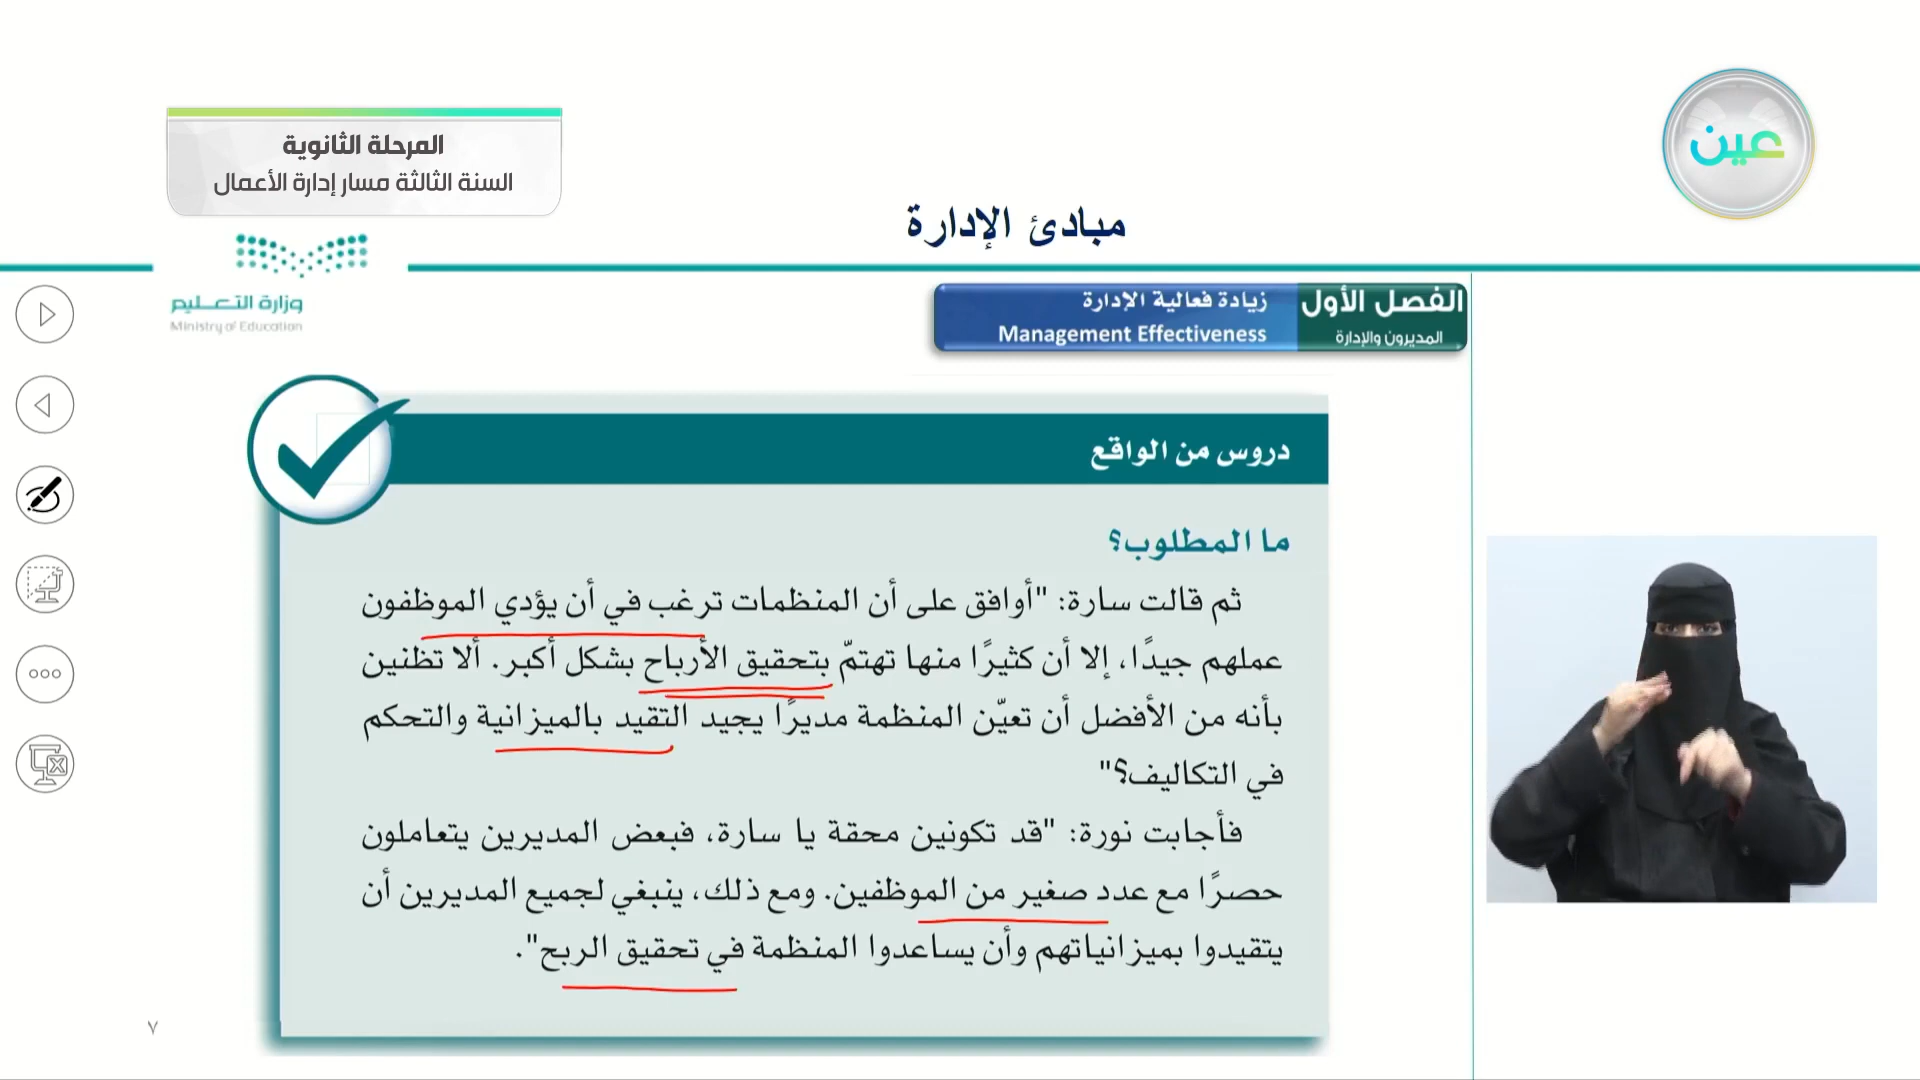 عين
المرحلة الثانوية
السنة الثالثة مسار إدارة الأعمال
مبادئ الإدارة
وزارة التعليم
Ministry of Education
الفصل الأول
المديرون والإدارة
زيادة فعالية الإدارة
Management Effectiveness
دروس من الواقع
ما المطلوب؟
ثم قالت سارة: "أوافق على أن المنظمات ترغب في أن يؤدي الموظفون
عملهم جيدًا، إلا أن كثيرًا منها تهتمّ بتحقيق الأرباح بشكل أكبر. ألا تظنين
بأنه من الأفضل أن تعيّن المنظمة مديرًا يجيد التقيد بالميزانية والتحكم
في التكاليف؟"
فأجابت نورة: "قد تكونين محقة يا سارة، فبعض المديرين يتعاملون
حصرًا مع عدد صغير من الموظفين. ومع ذلك، ينبغي لجميع المديرين أن
يتقيدوا بميزانياتهم وأن يساعدوا المنظمة في تحقيق الربح".
٧